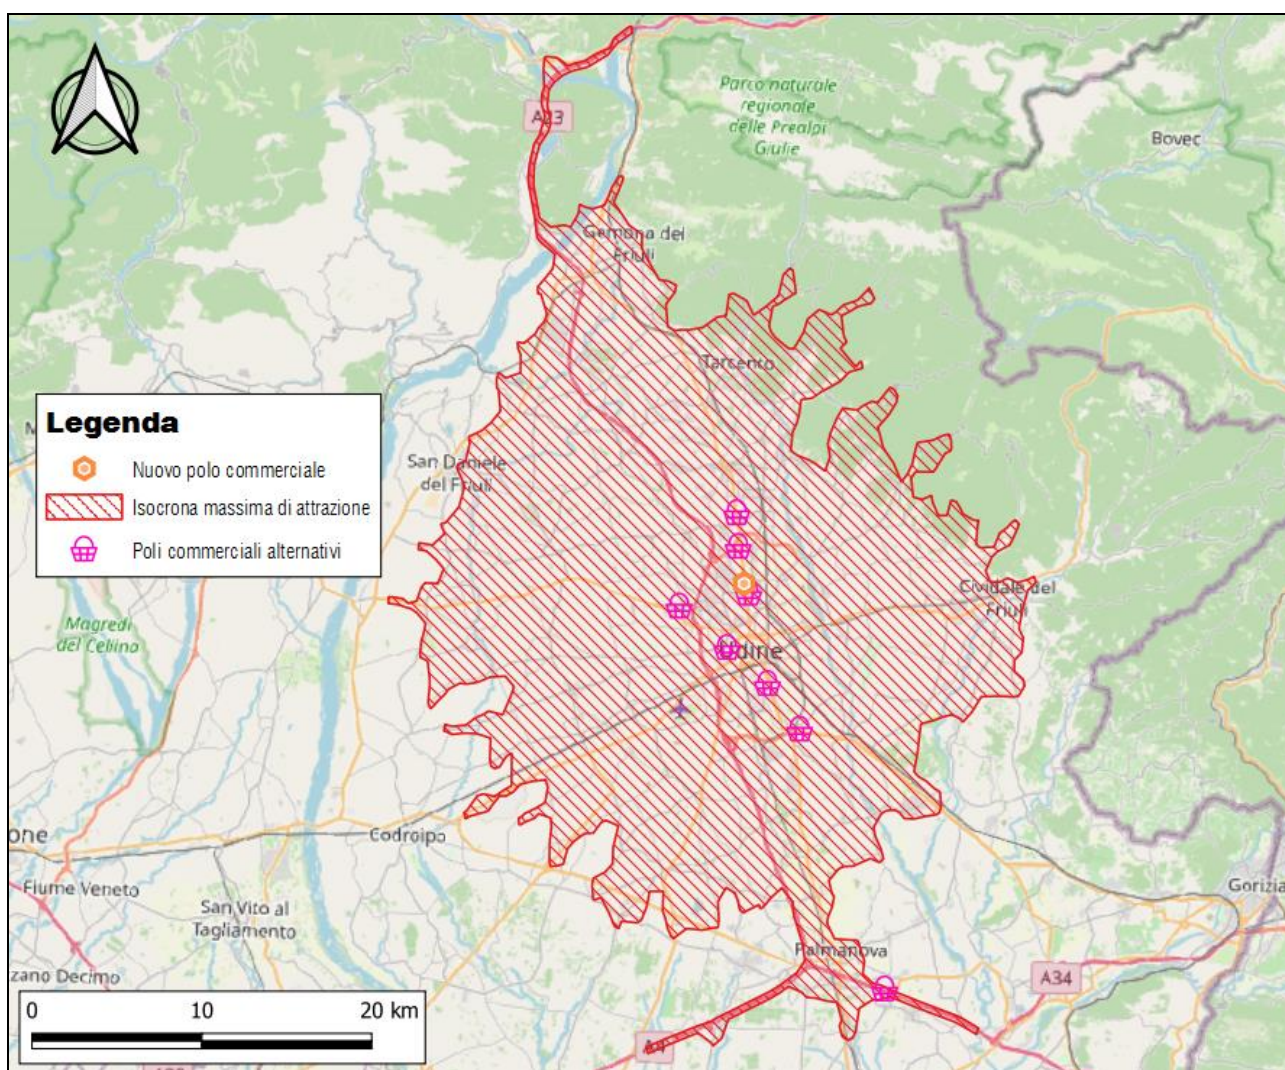 Parco naturale
regionale
delle Prealpi
Giulie
A23
Bovec
Gemona del
Friuli
Tarcento
Legenda
Nuovo polo commerciale
Isocrona massima di attrazione
Poli commerciali alternativi
San Daniele
del Friuli
Cividale del
Friuli
Magredi
del Cellina
Udine
one
Codroipo
Fiume Veneto
San Vito al
Tagliamento
Gorizia
Palmanova
zano Decimo
A34
0 10 20 km
A4